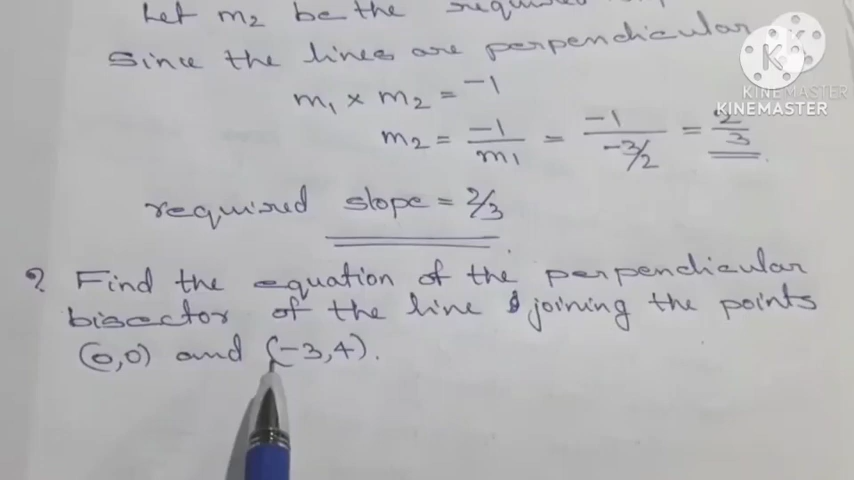 Let m2 be the required
Since the lines are perpendicular
m1 × m2 = -1
m2 = -1/m1 = -1/(-3/2) = 2/3
required slope = 2/3
? Find the equation of the perpendicular
bisector of the line joining the points
(0,0) and (-3,4).
KINEMASTER
KINEMASTER